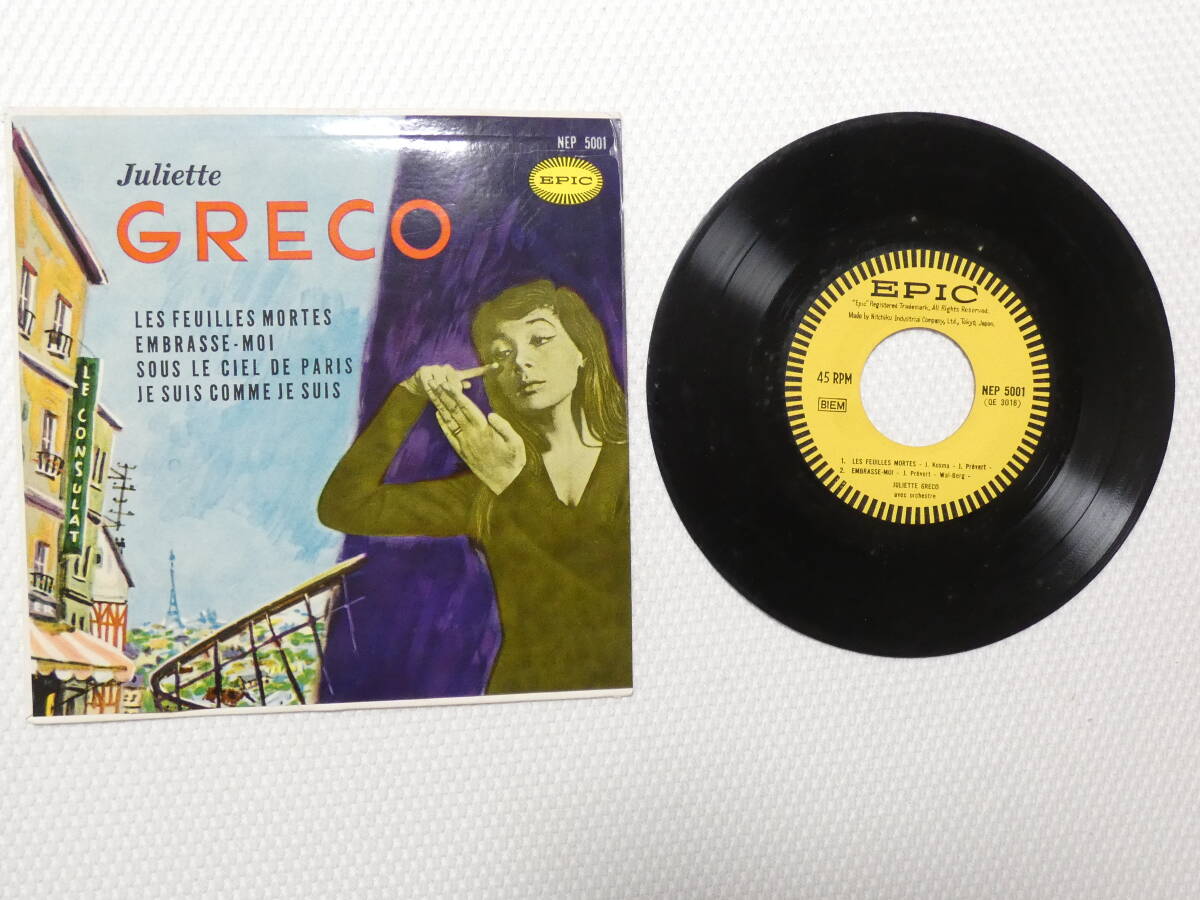 NEP 5001
EPIC
Juliette
GRECO
LES FEUILLES MORTES
EMBRASSE-MOI
SOUS LE CIEL DE PARIS
JE SUIS COMME JE SUIS
LE CONSULAT
EPIC
"Epic" Registered Trademark, All Rights Reserved.
Made by Nitchiku Industrial Company, Ltd., Tokyo, Japan.
45 RPM
BIEM
NEP 5001
(OE 3016)
1. LES FEUILLES MORTES - J. Kosma - J. Prévert -
2. EMBRASSE-MOI - J. Prévert - Wal-Berg -
JULIETTE GRECO
avec orchestre